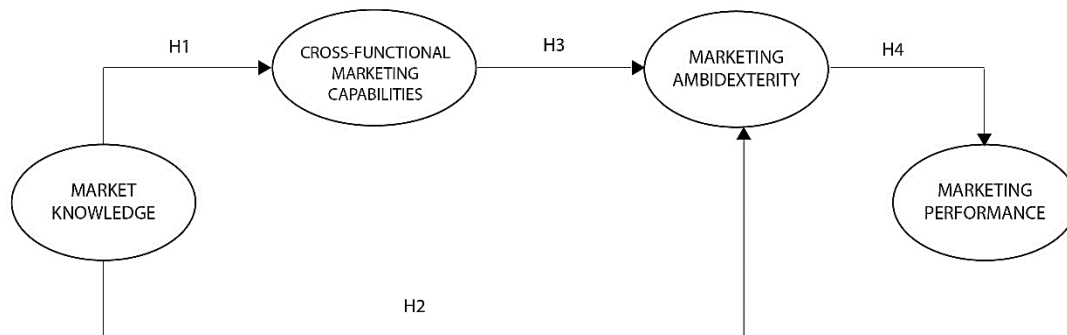 H1
CROSS-FUNCTIONAL
MARKETING
CAPABILITIES
H3
MARKETING
AMBIDEXTERITY
H4
MARKET
KNOWLEDGE
MARKETING
PERFORMANCE
H2